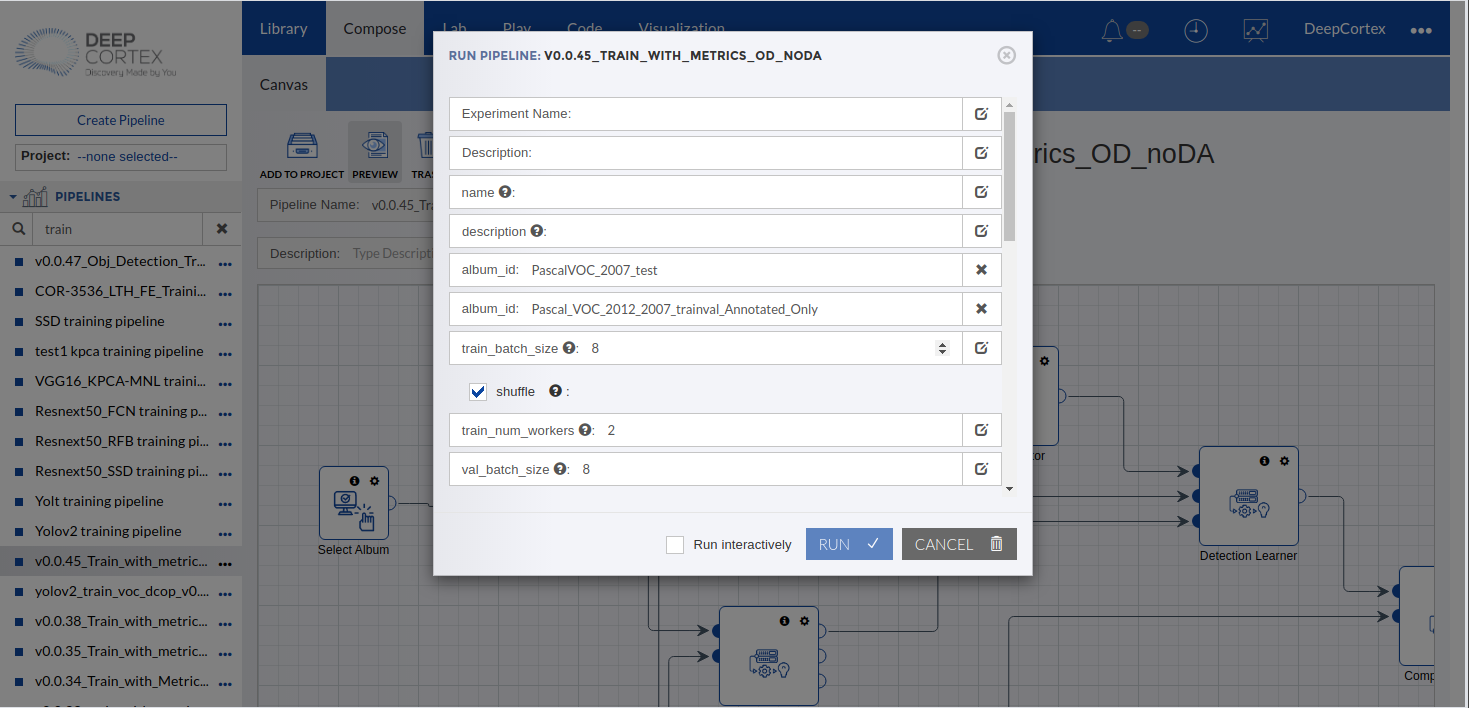 DEEP
CORTEX
Discovery Made by You
Library
Compose
Lab
Play
Code
Visualization
--
DeepCortex
Canvas
Create Pipeline
Project: --none selected--
PIPELINES
train
v0.0.47_Obj_Detection_Tr...
COR-3536_LTH_FE_Traini...
SSD training pipeline
test1 kpca training pipeline
VGG16_KPCA-MNL traini...
Resnext50_FCN training p...
Resnext50_RFB training pi...
Resnext50_SSD training pi...
Yolt training pipeline
Yolov2 training pipeline
v0.0.45_Train_with_metric...
yolov2_train_voc_dcop_v0....
v0.0.38_Train_with_metric...
v0.0.35_Train_with_metric...
v0.0.34_Train_with_Metric...
ADD TO PROJECT
PREVIEW
TRAS
rics_OD_noDA
Pipeline Name: v0.0.45_Tra
Description: Type Descripti
RUN PIPELINE: V0.0.45_TRAIN_WITH_METRICS_OD_NODA
Experiment Name:
Description:
name ?:
description ?:
album_id: PascalVOC_2007_test
album_id: Pascal_VOC_2012_2007_trainval_Annotated_Only
train_batch_size ?: 8
shuffle ? :
train_num_workers ?: 2
val_batch_size ?: 8
Run interactively
RUN
CANCEL
Select Album
tor
Detection Learner
Comp